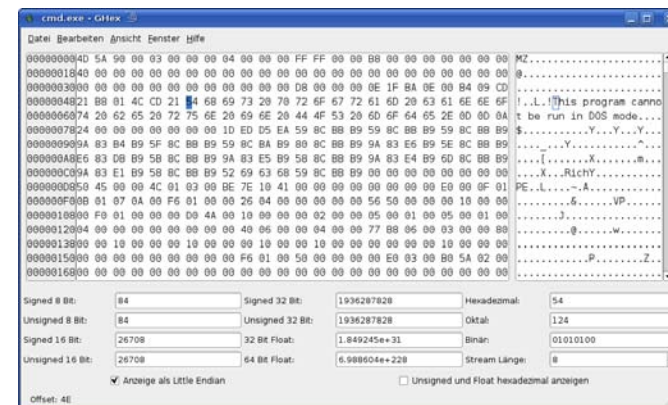 cmd.exe - GHex
Datei Bearbeiten Ansicht Fenster Hilfe
00000000 4D 5A 90 00 03 00 00 00 04 00 00 00 FF FF 00 00 B8 00 00 00 00 00 00 00 MZ......................
00000018 40 00 00 00 00 00 00 00 00 00 00 00 00 00 00 00 00 00 00 00 00 00 00 00 @.......................
00000030 00 00 00 00 00 00 00 00 00 00 00 00 D8 00 00 00 0E 1F BA 0E 00 B4 09 CD ........................
00000048 21 B8 01 4C CD 21 54 68 69 73 20 70 72 6F 67 72 61 6D 20 63 61 6E 6E 6F !..L.!This program canno
00000060 74 20 62 65 20 72 75 6E 20 69 6E 20 44 4F 53 20 6D 6F 64 65 2E 0D 0D 0A t be run in DOS mode....
00000078 24 00 00 00 00 00 00 00 1D ED D5 EA 59 8C BB B9 59 8C BB B9 59 8C BB B9 $...........Y...Y...Y...
00000090 9A 83 B4 B9 5F 8C BB B9 59 8C BA B9 80 8C BB B9 9A 83 E6 B9 5E 8C BB B9 ...._...Y...........^...
000000A8 E6 83 DB B9 5B 8C BB B9 9A 83 E5 B9 58 8C BB B9 9A 83 E4 B9 6D 8C BB B9 ....[.......X.......m...
000000C0 9A 83 E1 B9 58 8C BB B9 52 69 63 68 59 8C BB B9 00 00 00 00 00 00 00 00 ....X...RichY...........
000000D8 50 45 00 00 4C 01 03 00 BE 7E 10 41 00 00 00 00 00 00 00 00 E0 00 0F 01 PE..L....~.A............
000000F0 0B 01 07 0A 00 F6 01 00 00 26 04 00 00 00 00 00 56 50 00 00 00 10 00 00 .........&......VP......
00000108 00 F0 01 00 00 00 D0 4A 00 10 00 00 00 02 00 00 05 00 01 00 05 00 01 00 .......J................
00000120 04 00 00 00 00 00 00 00 00 40 06 00 00 04 00 00 77 B8 06 00 03 00 00 80 .........@......w.......
00000138 00 00 10 00 00 10 00 00 00 00 10 00 00 10 00 00 00 00 00 00 10 00 00 00 ........................
00000150 00 00 00 00 00 00 00 00 F6 01 00 50 00 00 00 00 E0 03 00 B0 5A 02 00 ...........P........Z..
00000168 00 00 00 00 00 00 00 00 00 00 00 00 00 00 00 00 00 00 00 00 00 00 00 00 ........................
Signed 8 Bit: 84 Signed 32 Bit: 1936287828 Hexadezimal: 54
Unsigned 8 Bit: 84 Unsigned 32 Bit: 1936287828 Oktal: 124
Signed 16 Bit: 26708 32 Bit Float: 1.849245e+31 Binär: 01010100
Unsigned 16 Bit: 26708 64 Bit Float: 6.988604e+228 Stream Länge: 8
Anzeige als Little Endian Unsigned und Float hexadezimal anzeigen
Offset: 4E